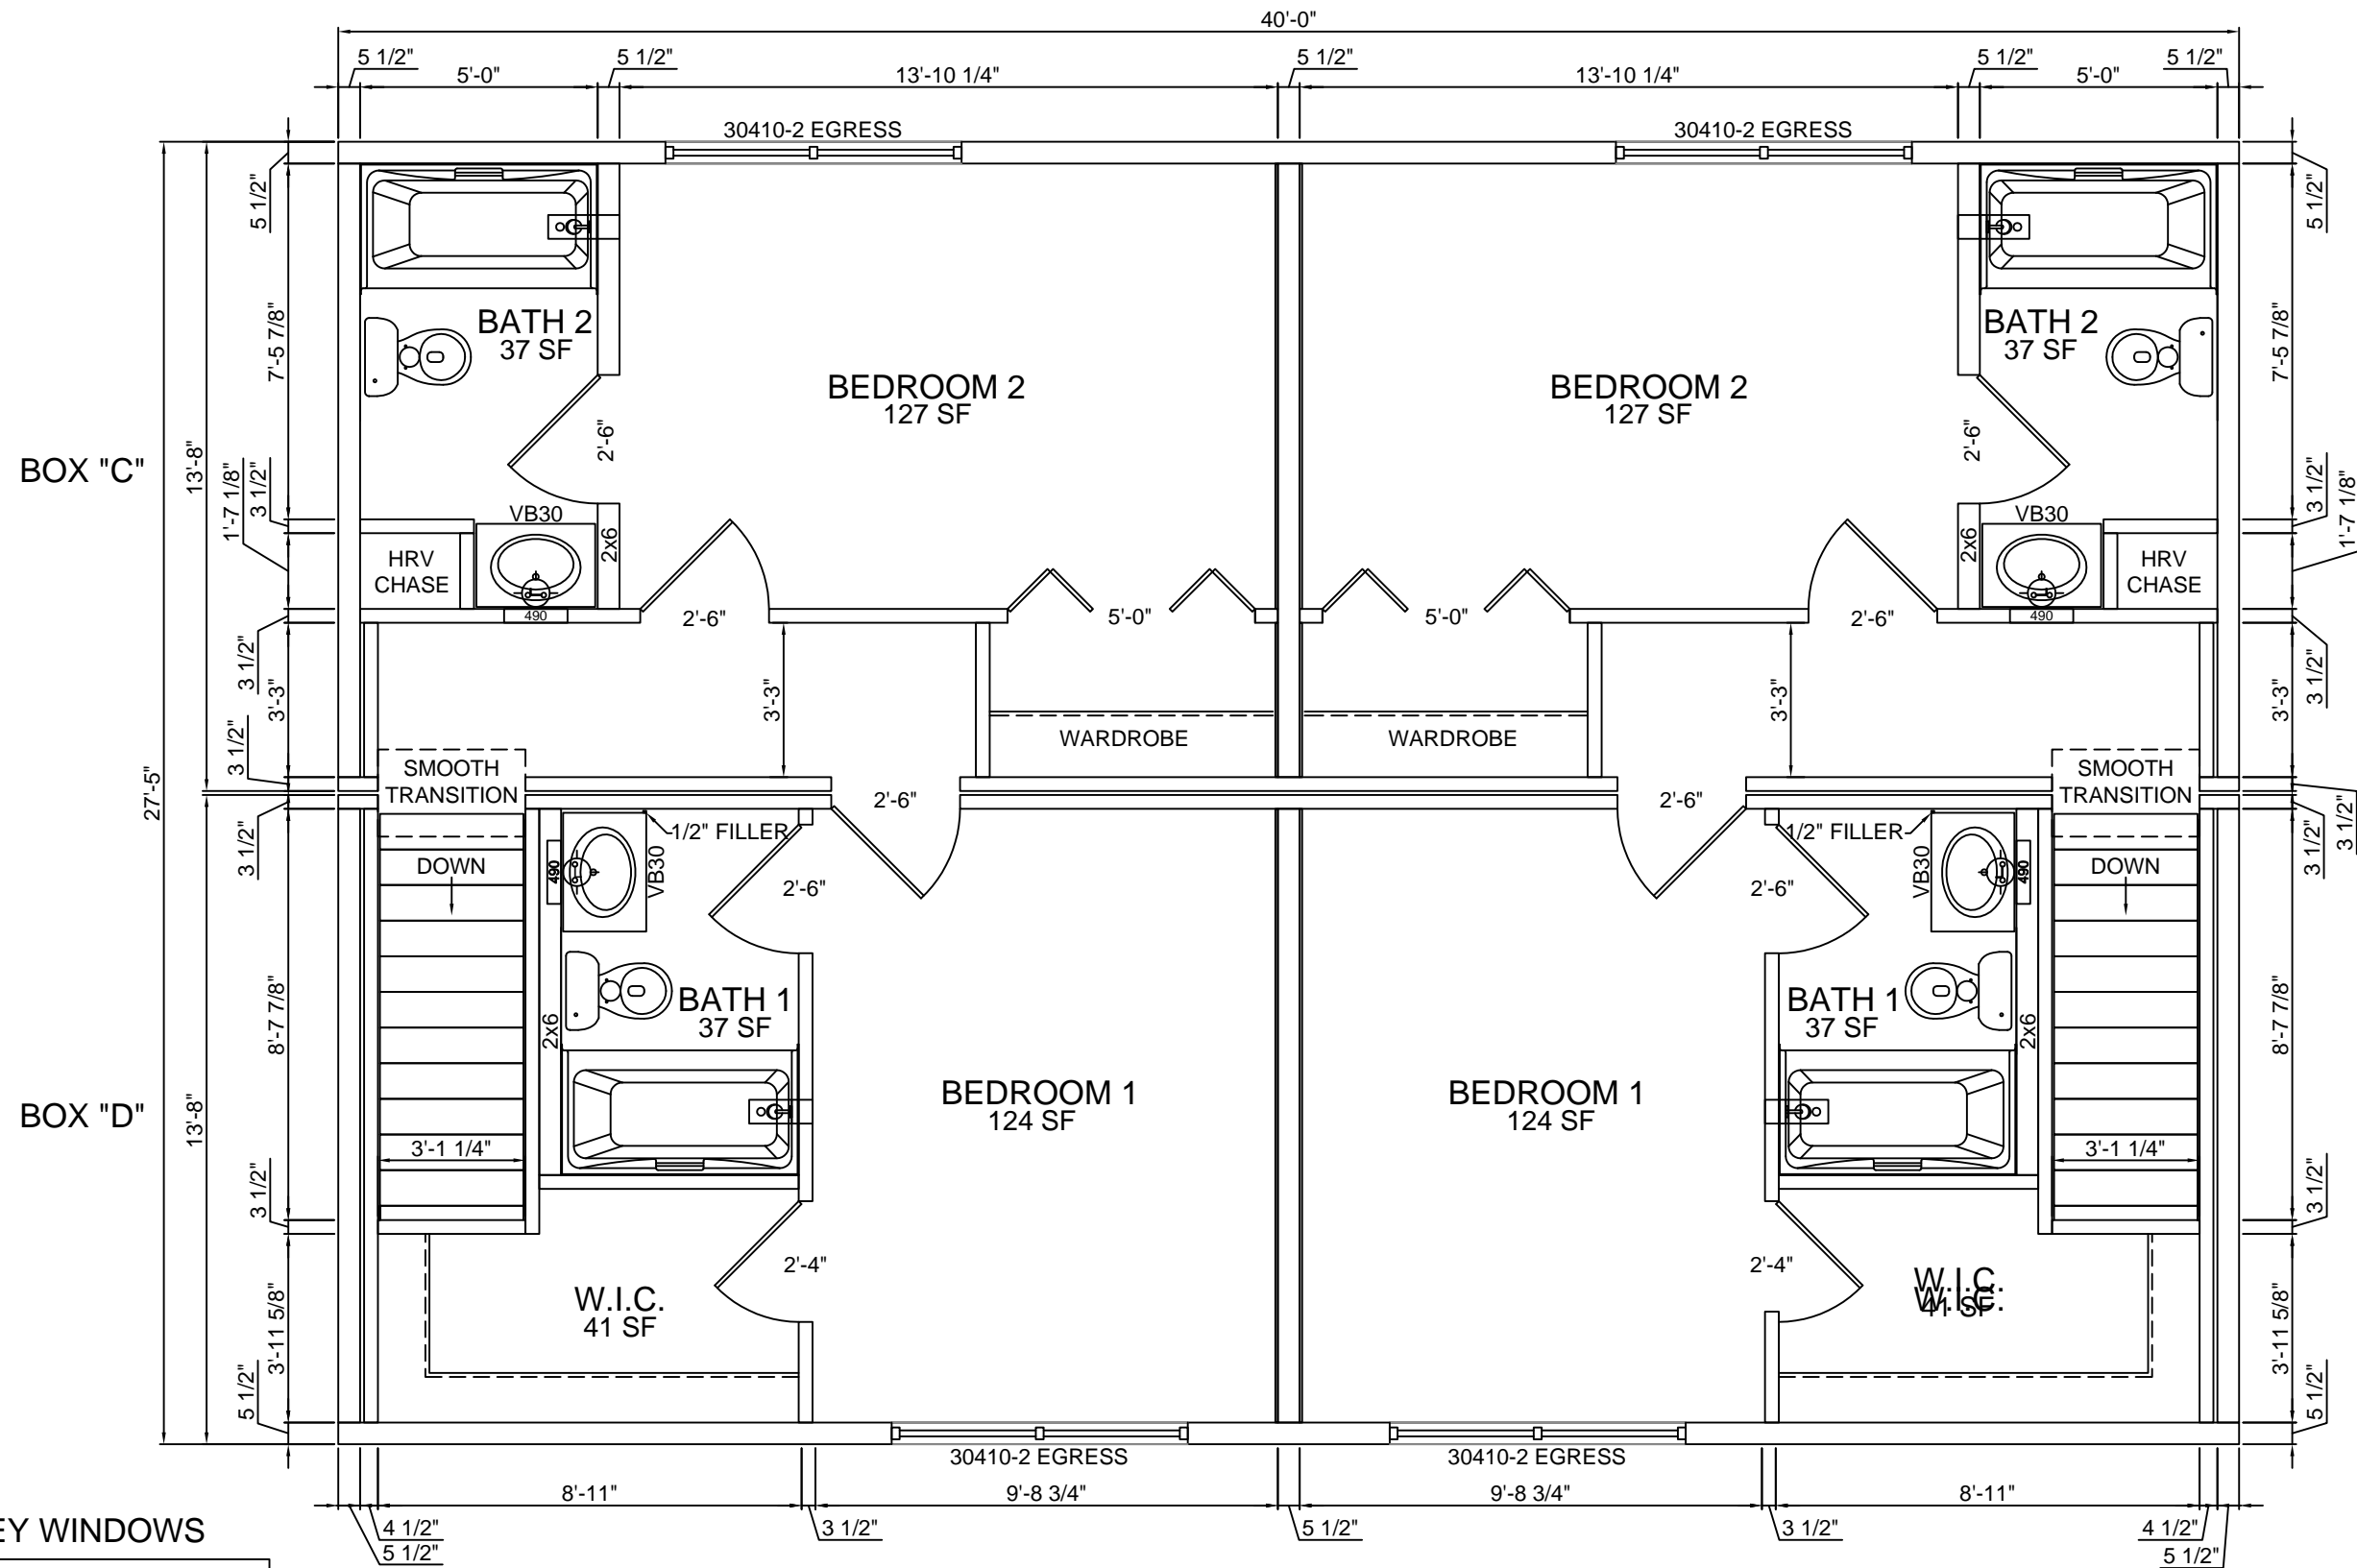 40'-0"
5 1/2"
5'-0"
5 1/2"
13'-10 1/4"
5 1/2"
13'-10 1/4"
5 1/2"
5'-0"
5 1/2"
30410-2 EGRESS
30410-2 EGRESS
5 1/2"
5 1/2"
BATH 2
37 SF
BATH 2
37 SF
7'-5 7/8"
7'-5 7/8"
BEDROOM 2
127 SF
BEDROOM 2
127 SF
2'-6"
2'-6"
BOX "C"
13'-8"
1'-7 1/8"
3 1/2"
3 1/2"
1'-7 1/8"
VB30
VB30
2x6
2x6
HRV
CHASE
HRV
CHASE
490
490
2'-6"
5'-0"
5'-0"
2'-6"
3 1/2"
3'-3"
3'-3"
3'-3"
3'-3"
3 1/2"
3 1/2"
WARDROBE
WARDROBE
27'-5"
SMOOTH
TRANSITION
SMOOTH
TRANSITION
2'-6"
2'-6"
3 1/2"
3 1/2"
3 1/2"
1/2" FILLER
1/2" FILLER
DOWN
DOWN
490
VB30
VB30
490
2'-6"
2'-6"
8'-7 7/8"
8'-7 7/8"
BATH 1
37 SF
BATH 1
37 SF
2x6
2x6
BEDROOM 1
124 SF
BEDROOM 1
124 SF
BOX "D"
13'-8"
3'-1 1/4"
3'-1 1/4"
3 1/2"
3 1/2"
2'-4"
2'-4"
W.I.C.
41 SF
W.I.C.
W.I.C.
41 SF
3'-11 5/8"
3'-11 5/8"
5 1/2"
5 1/2"
30410-2 EGRESS
30410-2 EGRESS
8'-11"
9'-8 3/4"
9'-8 3/4"
8'-11"
4 1/2"
5 1/2"
3 1/2"
5 1/2"
3 1/2"
4 1/2"
5 1/2"
EY WINDOWS